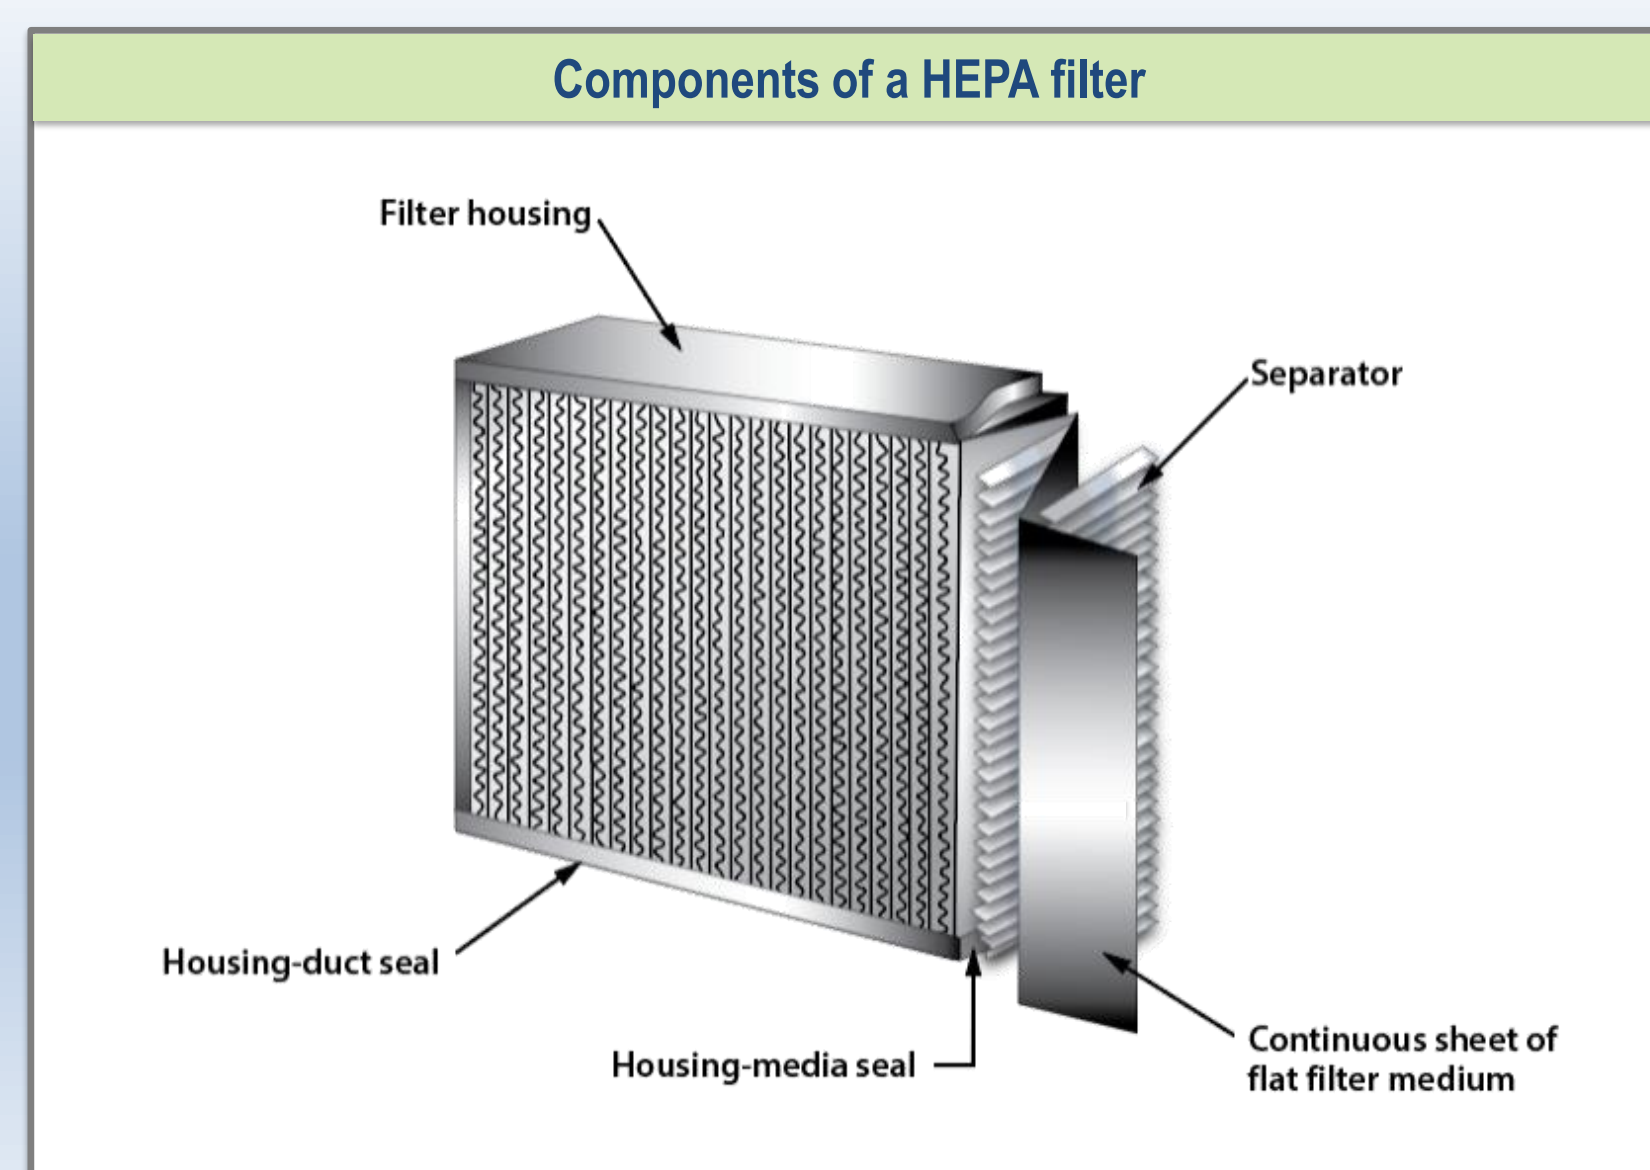 Components of a HEPA filter
Filter housing
Separator
Housing-duct seal
Housing-media seal
Continuous sheet of
flat filter medium